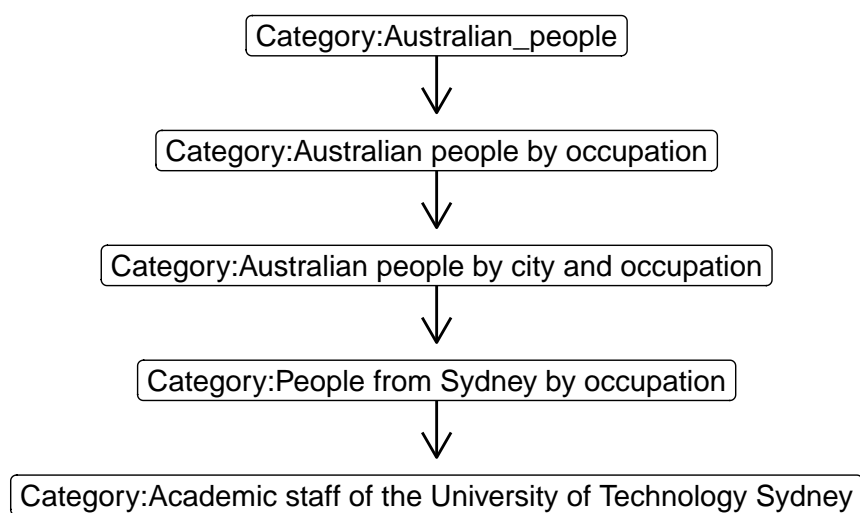 Category:Australian_people
Category:Australian people by occupation
Category:Australian people by city and occupation
Category:People from Sydney by occupation
Category:Academic staff of the University of Technology Sydney